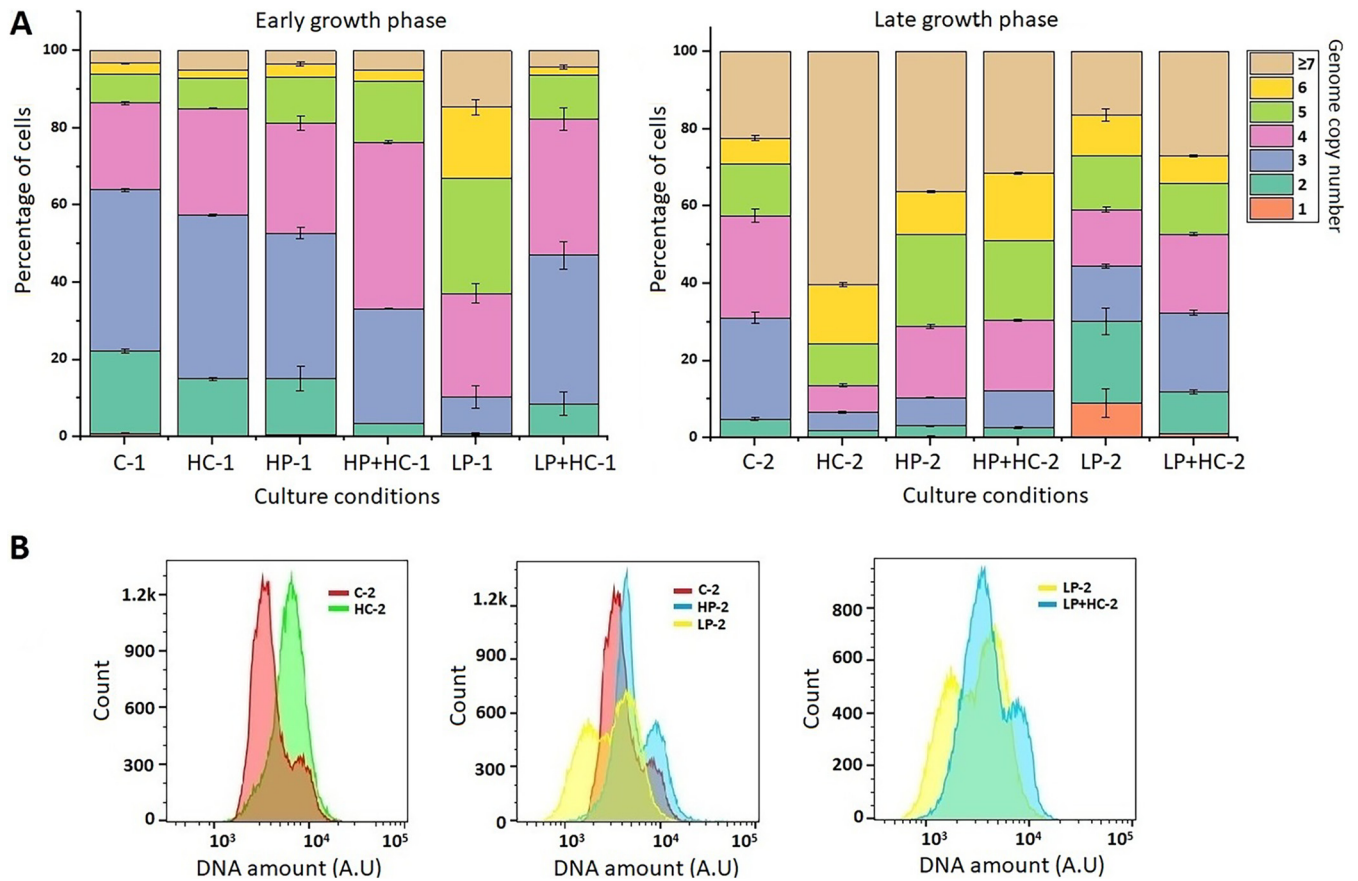 A
Early growth phase
Percentage of cells
100
80
60
40
20
0
C-1 HC-1 HP-1 HP+HC-1 LP-1 LP+HC-1
Culture conditions
Late growth phase
Percentage of cells
100
80
60
40
20
0
C-2 HC-2 HP-2 HP+HC-2 LP-2 LP+HC-2
Culture conditions
≥7
6
5
4
3
2
1
Genome copy number
B
Count
1.2k
900
600
300
0
C-2
HC-2
10³ 10⁴ 10⁵
DNA amount (A.U)
Count
1.2k
900
600
300
0
C-2
HP-2
LP-2
10³ 10⁴ 10⁵
DNA amount (A.U)
Count
800
600
400
200
0
LP-2
LP+HC-2
10³ 10⁴ 10⁵
DNA amount (A.U)